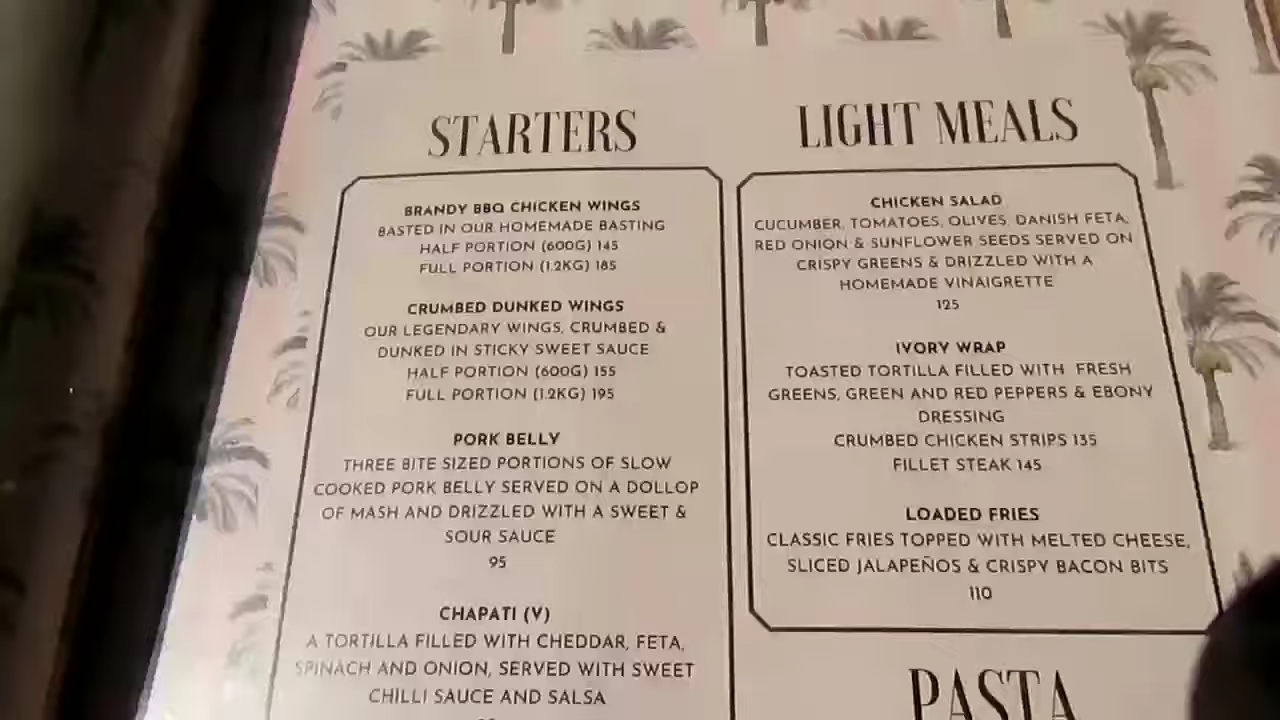 STARTERS
BRANDY BBQ CHICKEN WINGS
BASTED IN OUR HOMEMADE BASTING
HALF PORTION (600G) 145
FULL PORTION (1.2KG) 185
CRUMBED DUNKED WINGS
OUR LEGENDARY WINGS, CRUMBED &
DUNKED IN STICKY SWEET SAUCE
HALF PORTION (600G) 155
FULL PORTION (1.2KG) 195
PORK BELLY
THREE BITE SIZED PORTIONS OF SLOW
COOKED PORK BELLY SERVED ON A DOLLOP
OF MASH AND DRIZZLED WITH A SWEET &
SOUR SAUCE
95
CHAPATI (V)
A TORTILLA FILLED WITH CHEDDAR, FETA,
SPINACH AND ONION, SERVED WITH SWEET
CHILLI SAUCE AND SALSA
LIGHT MEALS
CHICKEN SALAD
CUCUMBER, TOMATOES, OLIVES, DANISH FETA,
RED ONION & SUNFLOWER SEEDS SERVED ON
CRISPY GREENS & DRIZZLED WITH A
HOMEMADE VINAIGRETTE
125
IVORY WRAP
TOASTED TORTILLA FILLED WITH FRESH
GREENS, GREEN AND RED PEPPERS & EBONY
DRESSING
CRUMBED CHICKEN STRIPS 135
FILLET STEAK 145
LOADED FRIES
CLASSIC FRIES TOPPED WITH MELTED CHEESE,
SLICED JALAPEÑOS & CRISPY BACON BITS
110
PASTA